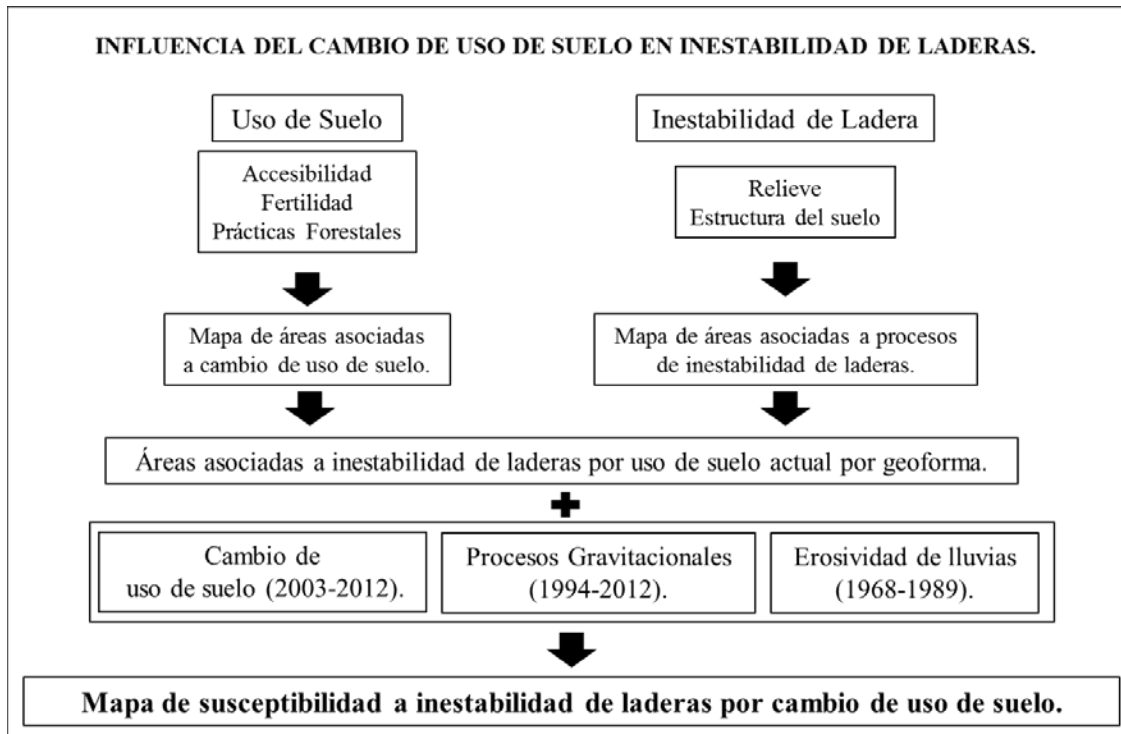 INFLUENCIA DEL CAMBIO DE USO DE SUELO EN INESTABILIDAD DE LADERAS.
Uso de Suelo
Inestabilidad de Ladera
Accesibilidad
Fertilidad
Prácticas Forestales
Relieve
Estructura del suelo
Mapa de áreas asociadas
a cambio de uso de suelo.
Mapa de áreas asociadas a procesos
de inestabilidad de laderas.
Áreas asociadas a inestabilidad de laderas por uso de suelo actual por geoforma.
Cambio de
uso de suelo (2003-2012).
Procesos Gravitacionales
(1994-2012).
Erosividad de lluvias
(1968-1989).
Mapa de susceptibilidad a inestabilidad de laderas por cambio de uso de suelo.